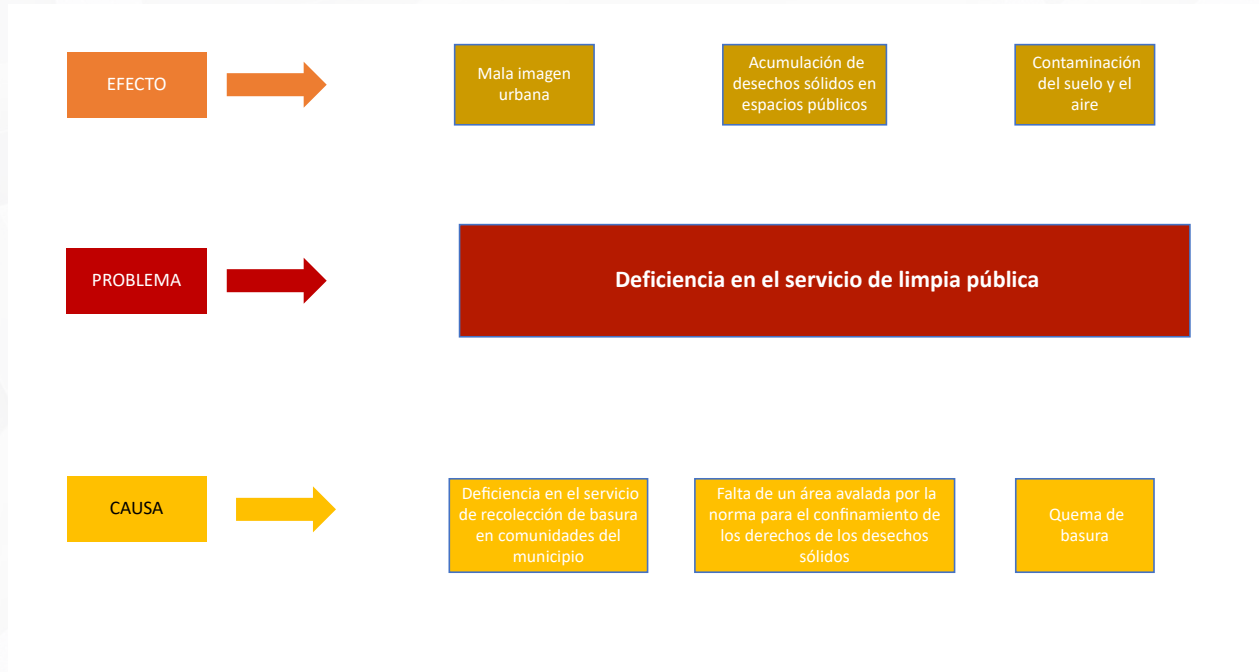 EFECTO
Mala imagen
urbana
Acumulación de
desechos sólidos en
espacios públicos
Contaminación
del suelo y el
aire
PROBLEMA
Deficiencia en el servicio de limpia pública
CAUSA
Deficiencia en el servicio
de recolección de basura
en comunidades del
municipio
Falta de un área avalada por la
norma para el confinamiento de
los derechos de los desechos
sólidos
Quema de
basura